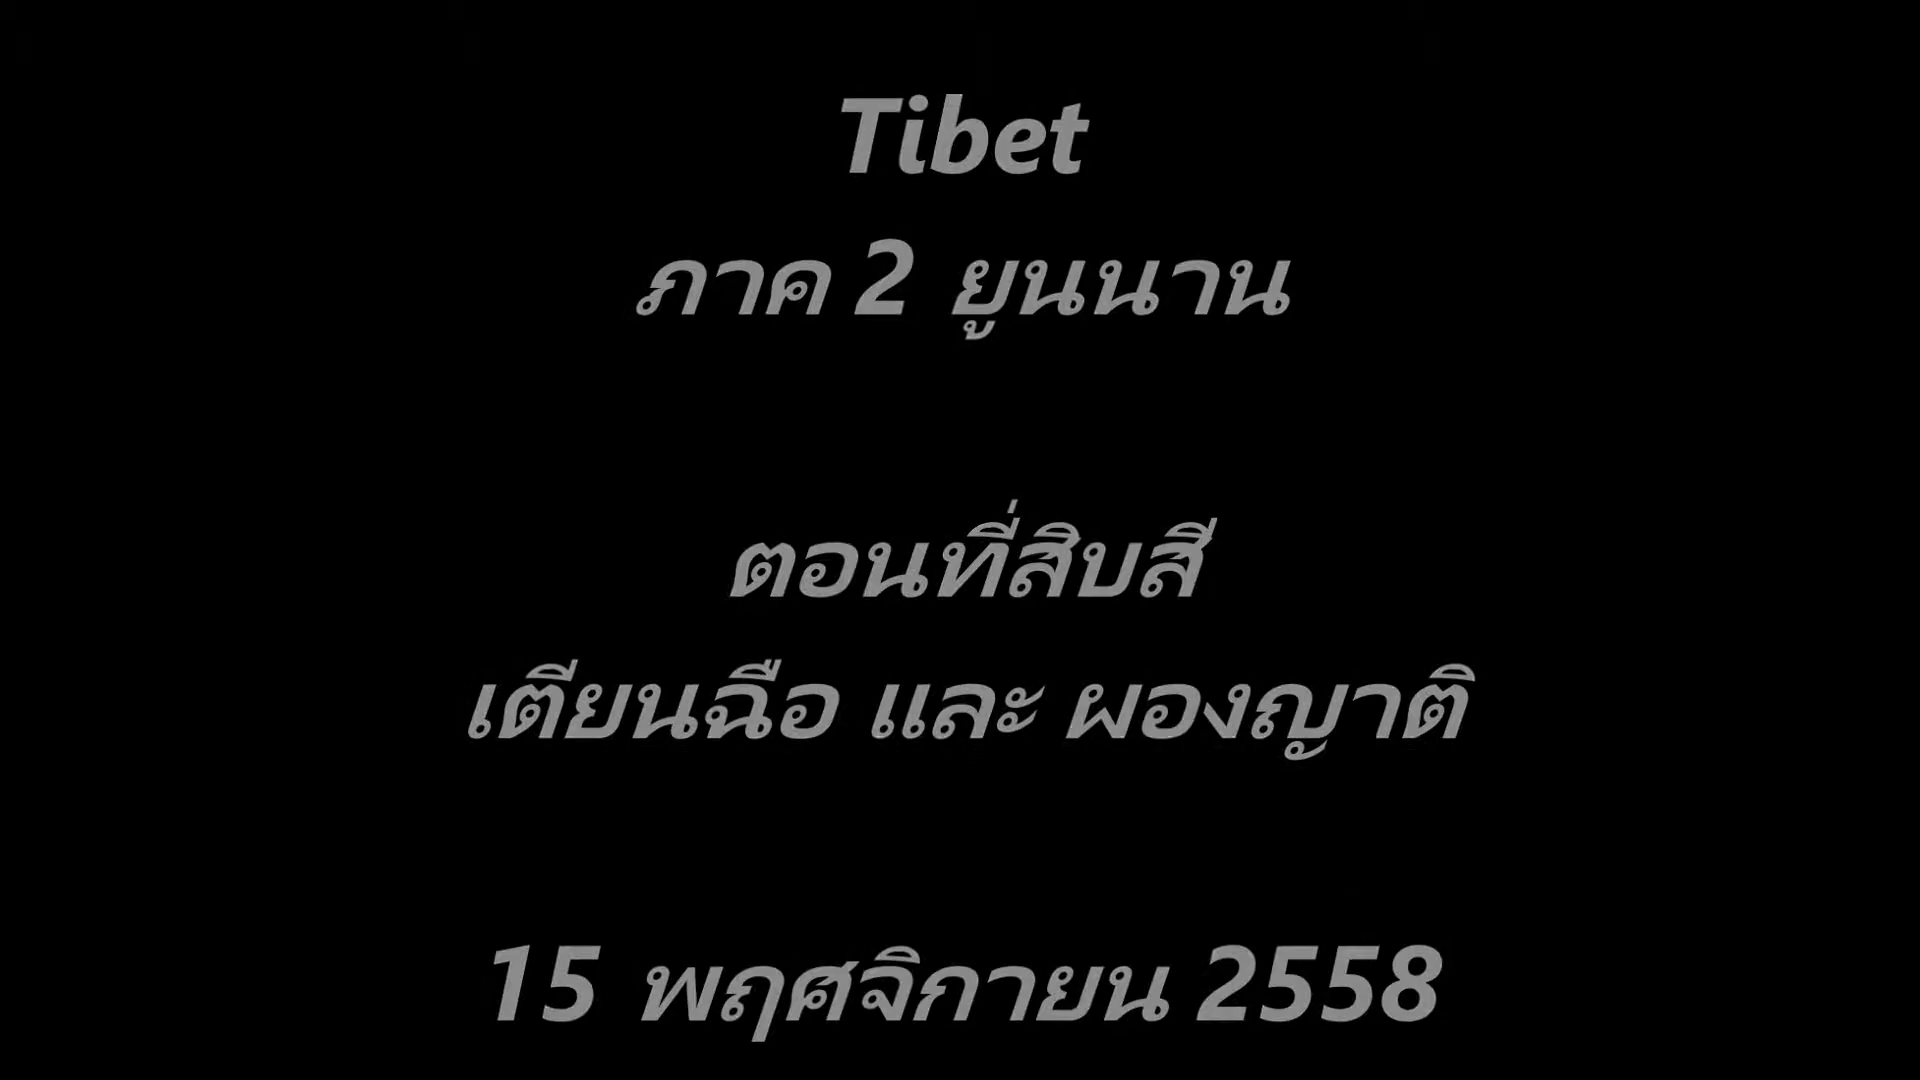 Tibet
ภาค 2 ยูนนาน
ตอนที่สิบสี
เตียนฉือ และ ผองญาติ
15 พฤศจิกายน 2558